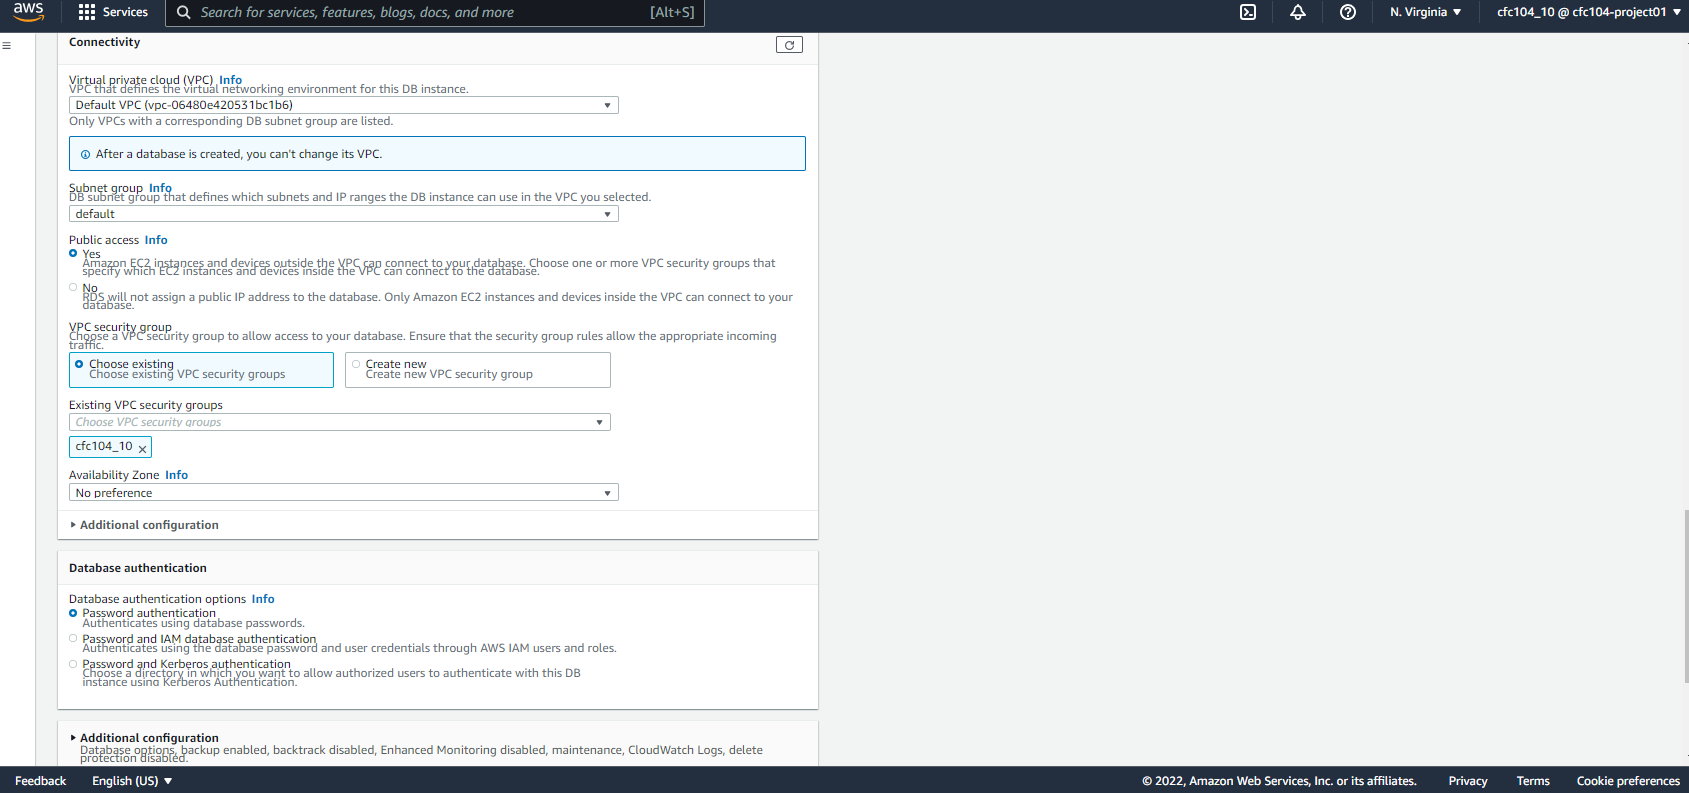 aws
Services
Search for services, features, blogs, docs, and more
[Alt+S]
N. Virginia
cfc104_10 @ cfc104-project01
Connectivity
Virtual private cloud (VPC) Info
VPC that defines the virtual networking environment for this DB instance.
Default VPC (vpc-06480e420531bc1b6)
Only VPCs with a corresponding DB subnet group are listed.
After a database is created, you can't change its VPC.
Subnet group Info
DB subnet group that defines which subnets and IP ranges the DB instance can use in the VPC you selected.
default
Public access Info
Yes
Amazon EC2 instances and devices outside the VPC can connect to your database. Choose one or more VPC security groups that
specify which EC2 instances and devices inside the VPC can connect to the database.
No
RDS will not assign a public IP address to the database. Only Amazon EC2 instances and devices inside the VPC can connect to your
database.
VPC security group
Choose a VPC security group to allow access to your database. Ensure that the security group rules allow the appropriate incoming
traffic.
Choose existing
Choose existing VPC security groups
Create new
Create new VPC security group
Existing VPC security groups
Choose VPC security groups
cfc104_10
Availability Zone Info
No preference
Additional configuration
Database authentication
Database authentication options Info
Password authentication
Authenticates using database passwords.
Password and IAM database authentication
Authenticates using the database password and user credentials through AWS IAM users and roles.
Password and Kerberos authentication
Choose a directory in which you want to allow authorized users to authenticate with this DB
instance using Kerberos Authentication.
Additional configuration
Database options, backup enabled, backtrack disabled, Enhanced Monitoring disabled, maintenance, CloudWatch Logs, delete
protection disabled.
Feedback
English (US)
© 2022, Amazon Web Services, Inc. or its affiliates.
Privacy
Terms
Cookie preferences